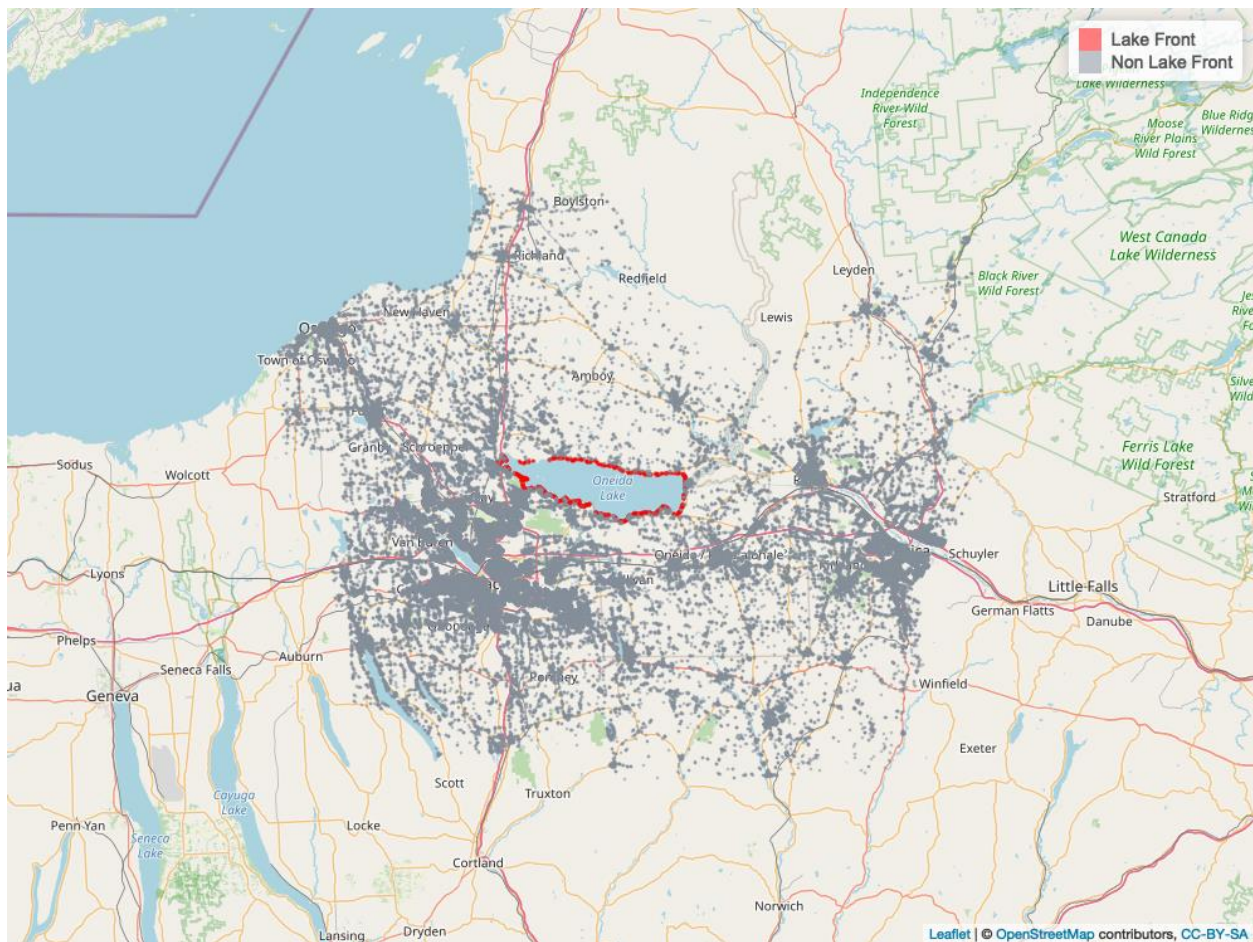 Lake Front
Non Lake Front
Lake Wilderness
Independence
River Wild
Forest
Moose
River Plains
Wild Forest
Blue Ridg
Wilderness
Boylston
Richland
Redfield
Leyden
West Canada
Lake Wilderness
Black River
Wild Forest
New Haven
Lewis
Town of Oswego
Amboy
Granby
Schroeppel
Ferris Lake
Wild Forest
Sodus
Wolcott
Stratford
Oneida
Lake
Van Buren
Schuyler
Lyons
Little Falls
German Flatts
Danube
Phelps
Seneca Falls
Auburn
Geneva
Pompey
Winfield
Exeter
Scott
Truxton
Cayuga
Lake
Penn Yan
Seneca
Lake
Locke
Cortland
Norwich
Lansing
Dryden
Leaflet | © OpenStreetMap contributors, CC-BY-SA